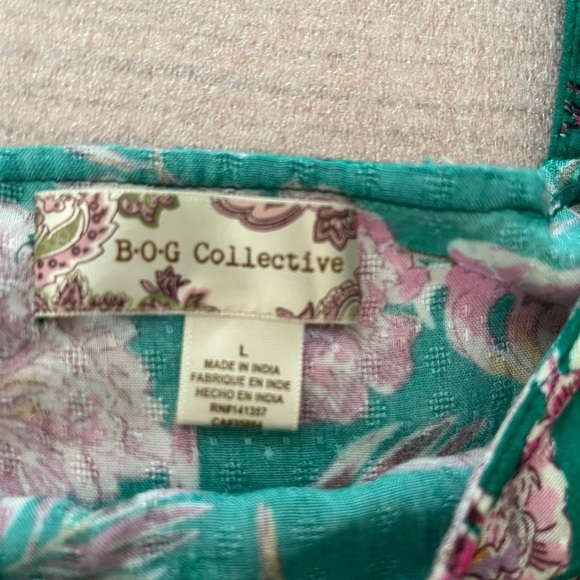 B·O·G Collective
L
MADE IN INDIA
FABRIQUE EN INDE
HECHO EN INDIA
RN#141357